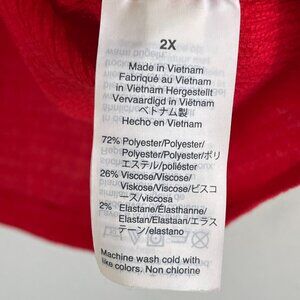 2X
Made in Vietnam
Fabriqué au Vietnam
in Vietnam Hergestellt
Vervaardigd in Viëtnam
ベトナム製
Hecho en Vietnam
72% Polyester/Polyester/
Polyester/Polyester/ポリ
エステル/poliéster
26% Viscose/Viscose/
Viskose/Viscose/ビスコ
ース/viscosa
2% Elastane/Élasthanne/
Elastan/Elastaan/エラス
テーン/elastano
Machine wash cold with
like colors. Non chlorine